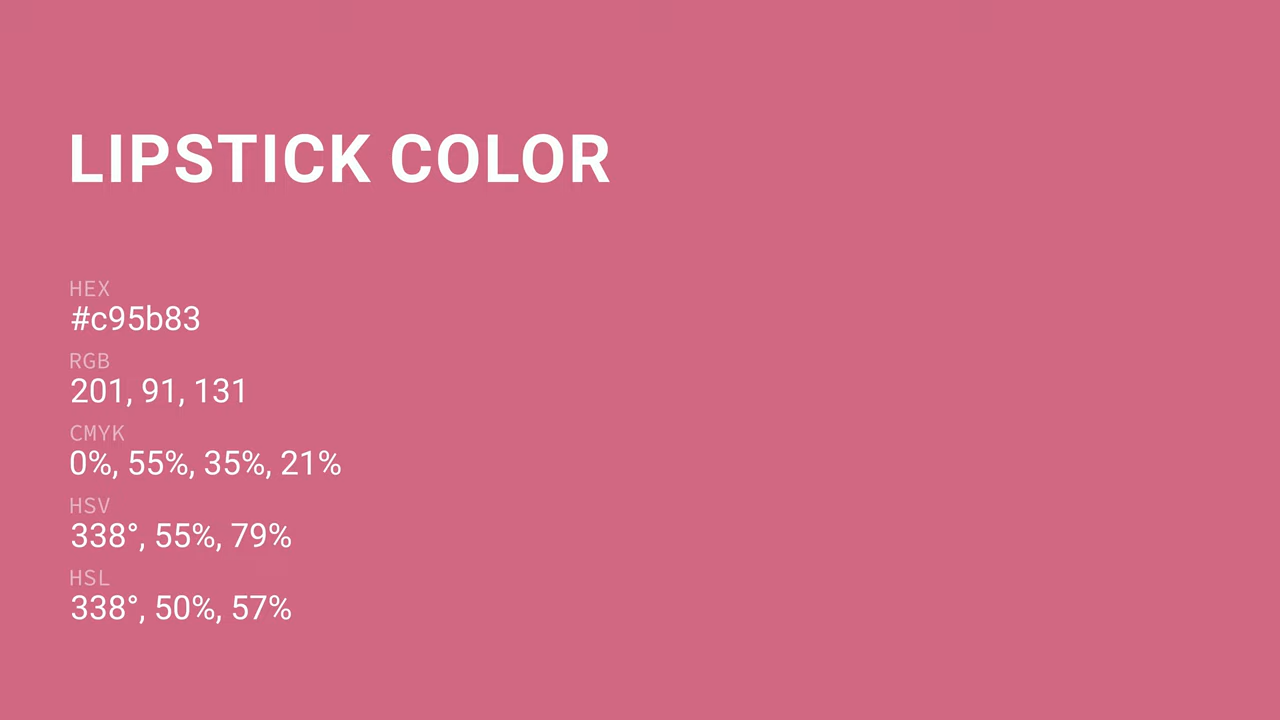 LIPSTICK COLOR
HEX
#c95b83
RGB
201, 91, 131
CMYK
0%, 55%, 35%, 21%
HSV
338°, 55%, 79%
HSL
338°, 50%, 57%